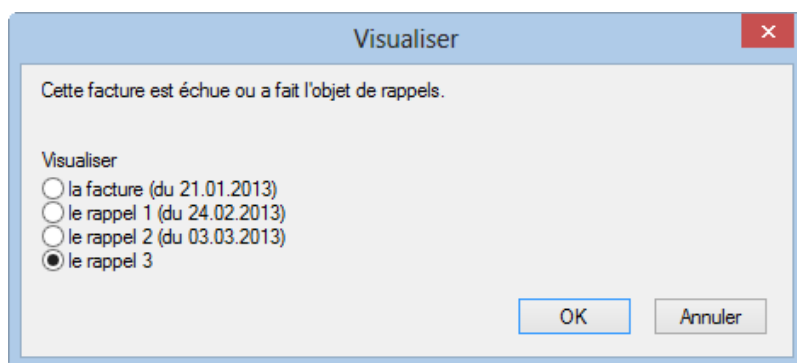 Visualiser
Cette facture est échue ou a fait l'objet de rappels.
Visualiser
la facture (du 21.01.2013)
le rappel 1 (du 24.02.2013)
le rappel 2 (du 03.03.2013)
le rappel 3
OK Annuler